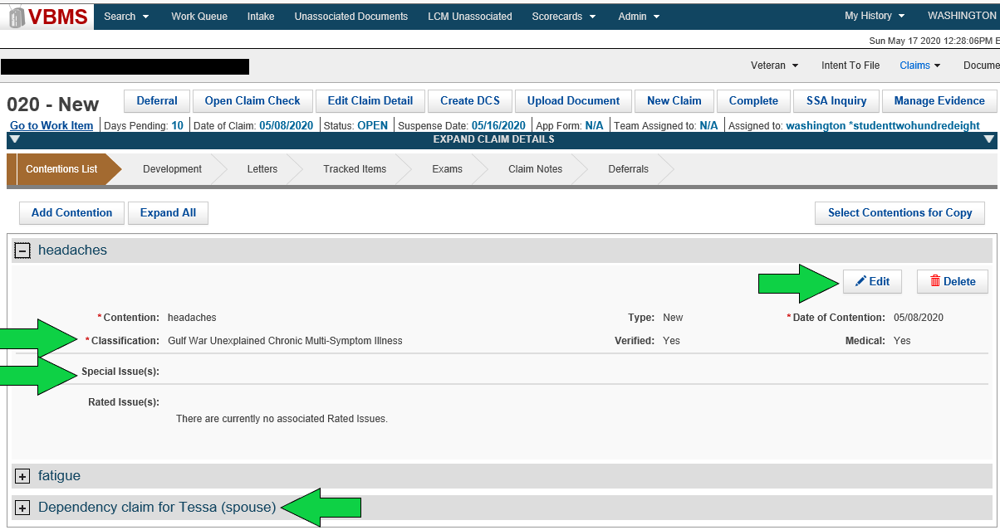 VBMS Search Work Queue Intake Unassociated Documents LCM Unassociated Scorecards Admin My History WASHINGTON
Sun May 17 2020 12:28:06PM E
Veteran Intent To File Claims Docume
020 - New Deferral Open Claim Check Edit Claim Detail Create DCS Upload Document New Claim Complete SSA Inquiry Manage Evidence
Go to Work Item Days Pending: 10 Date of Claim: 05/08/2020 Status: OPEN Suspense Date: 05/16/2020 App Form: N/A Team Assigned to: N/A Assigned to: washington *studenttwohundredeight
EXPAND CLAIM DETAILS
Contentions List Development Letters Tracked Items Exams Claim Notes Deferrals
Add Contention Expand All Select Contentions for Copy
headaches
Edit Delete
*Contention: headaches Type: New *Date of Contention: 05/08/2020
*Classification: Gulf War Unexplained Chronic Multi-Symptom Illness Verified: Yes Medical: Yes
Special Issue(s):
Rated Issue(s):
There are currently no associated Rated Issues.
fatigue
Dependency claim for Tessa (spouse)